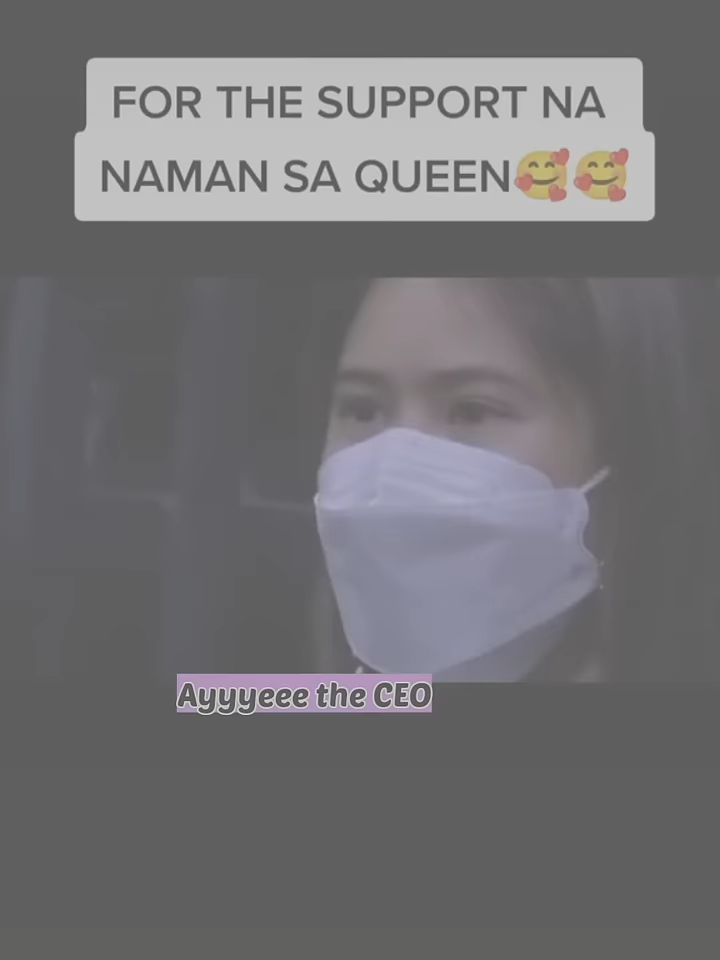 FOR THE SUPPORT NA
NAMAN SA QUEEN🥰🥰
Ayyyeee the CEO